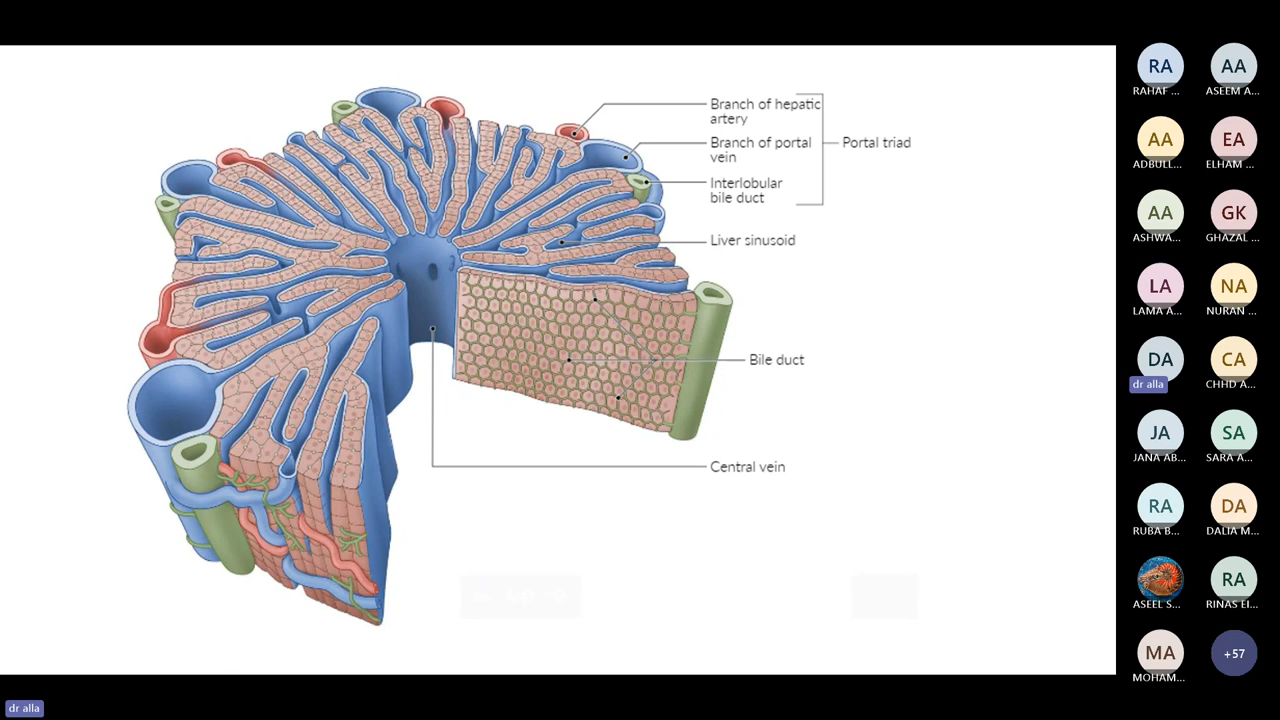 Branch of hepatic
artery
Branch of portal
vein
Portal triad
Interlobular
bile duct
Liver sinusoid
Bile duct
Central vein
RA
AA
RAHAF ...
ASEEM A...
AA
EA
ADBULL...
ELHAM ...
AA
GK
ASHWA...
GHAZAL ...
LA
NA
LAMA A...
NURAN ...
DA
CA
dr alla
CHHD A...
JA
SA
JANA AB...
SARA A...
RA
DA
RUBA B...
DALIA M...
RA
ASEEL S...
RINAS EI...
MA
+57
MOHAM...
dr alla